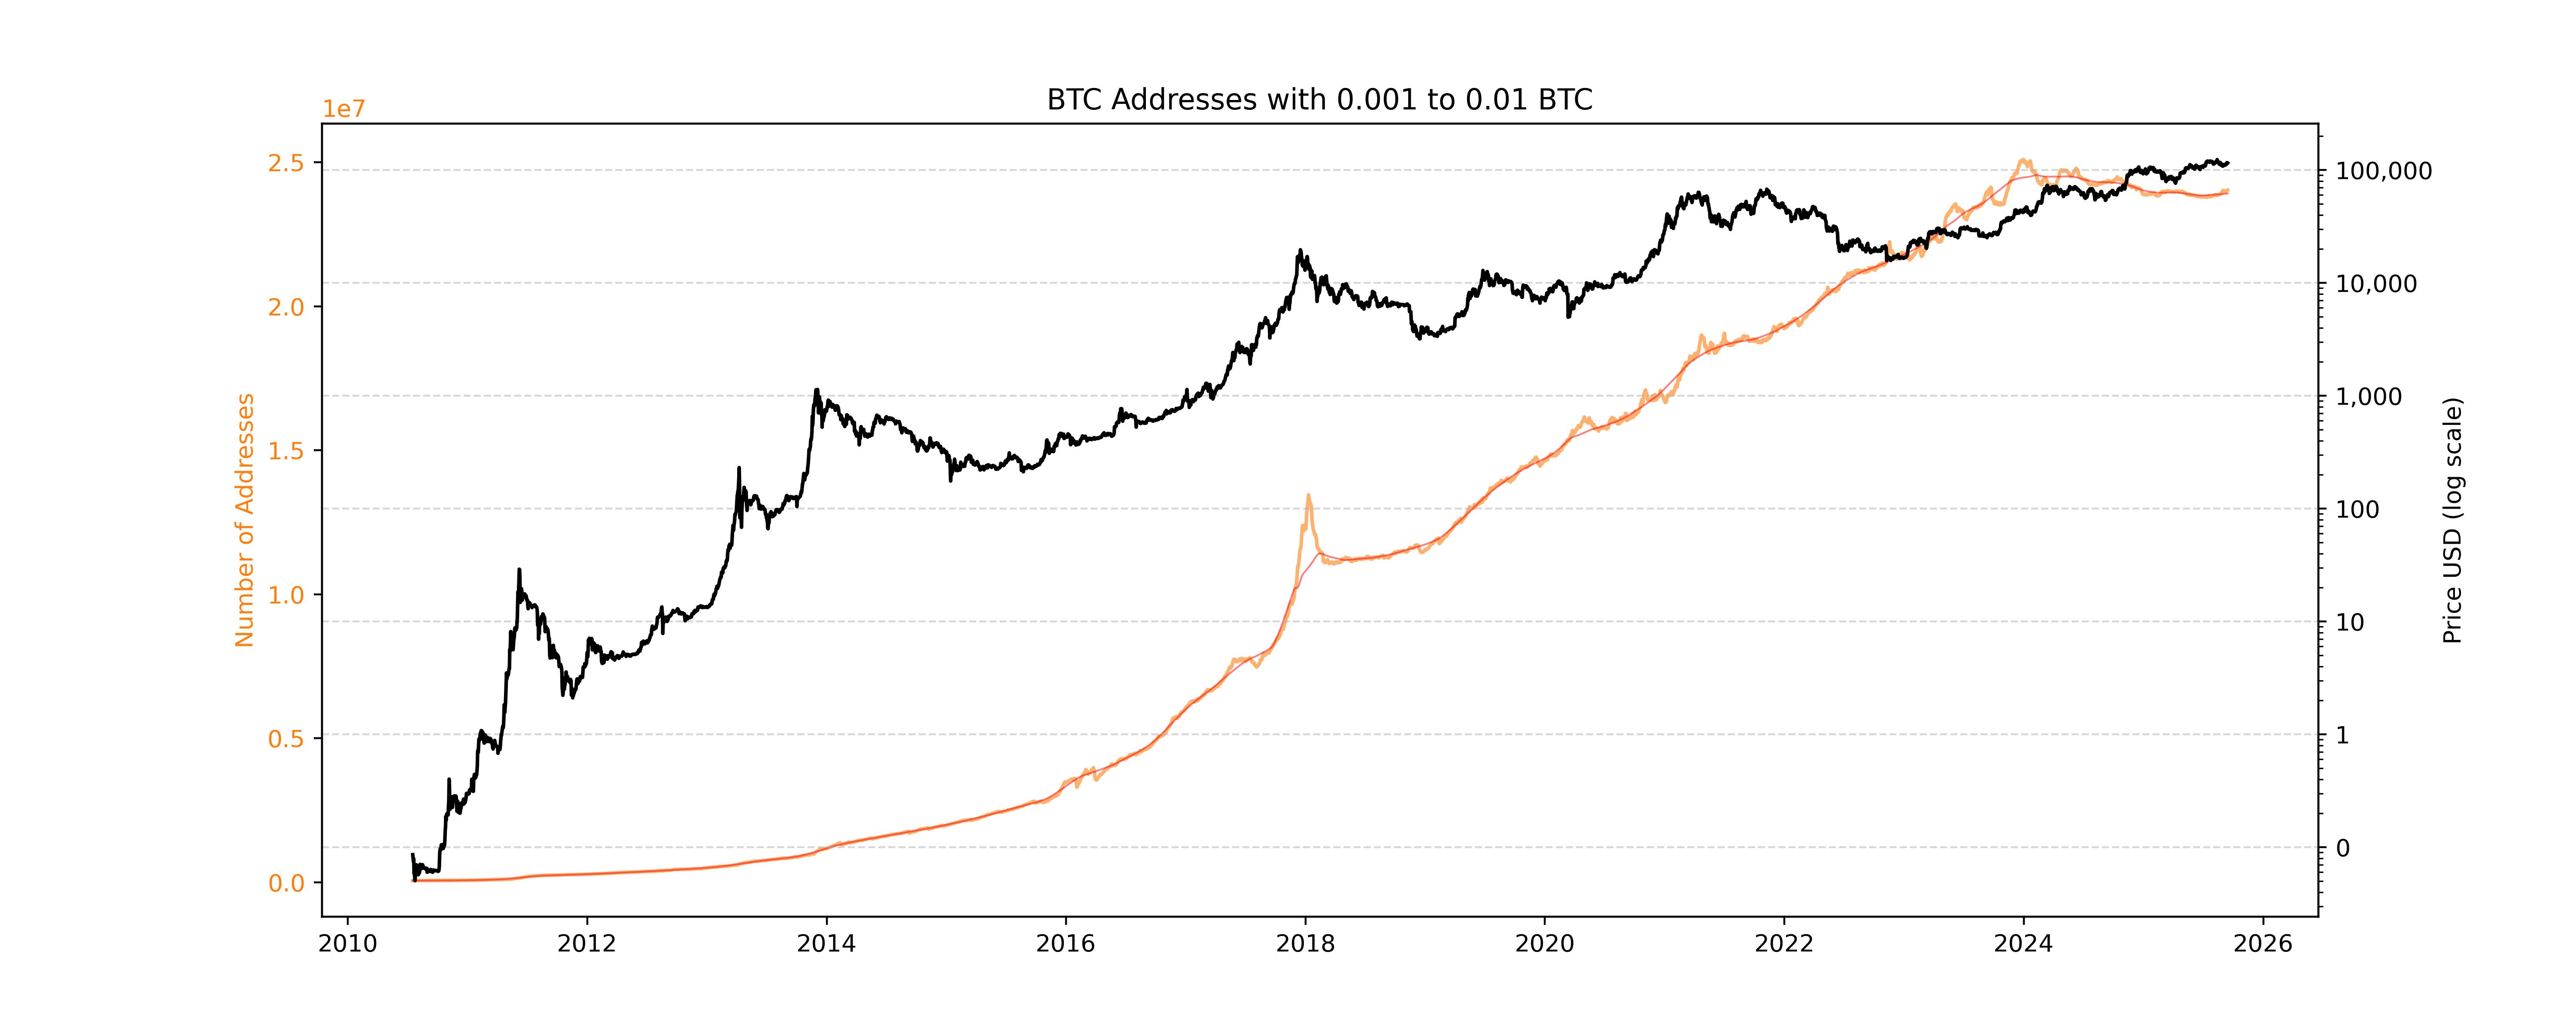 BTC Addresses with 0.001 to 0.01 BTC
1e7
2.5
2.0
1.5
1.0
0.5
0.0
Number of Addresses
100,000
10,000
1,000
100
10
1
0
Price USD (log scale)
2010 2012 2014 2016 2018 2020 2022 2024 2026